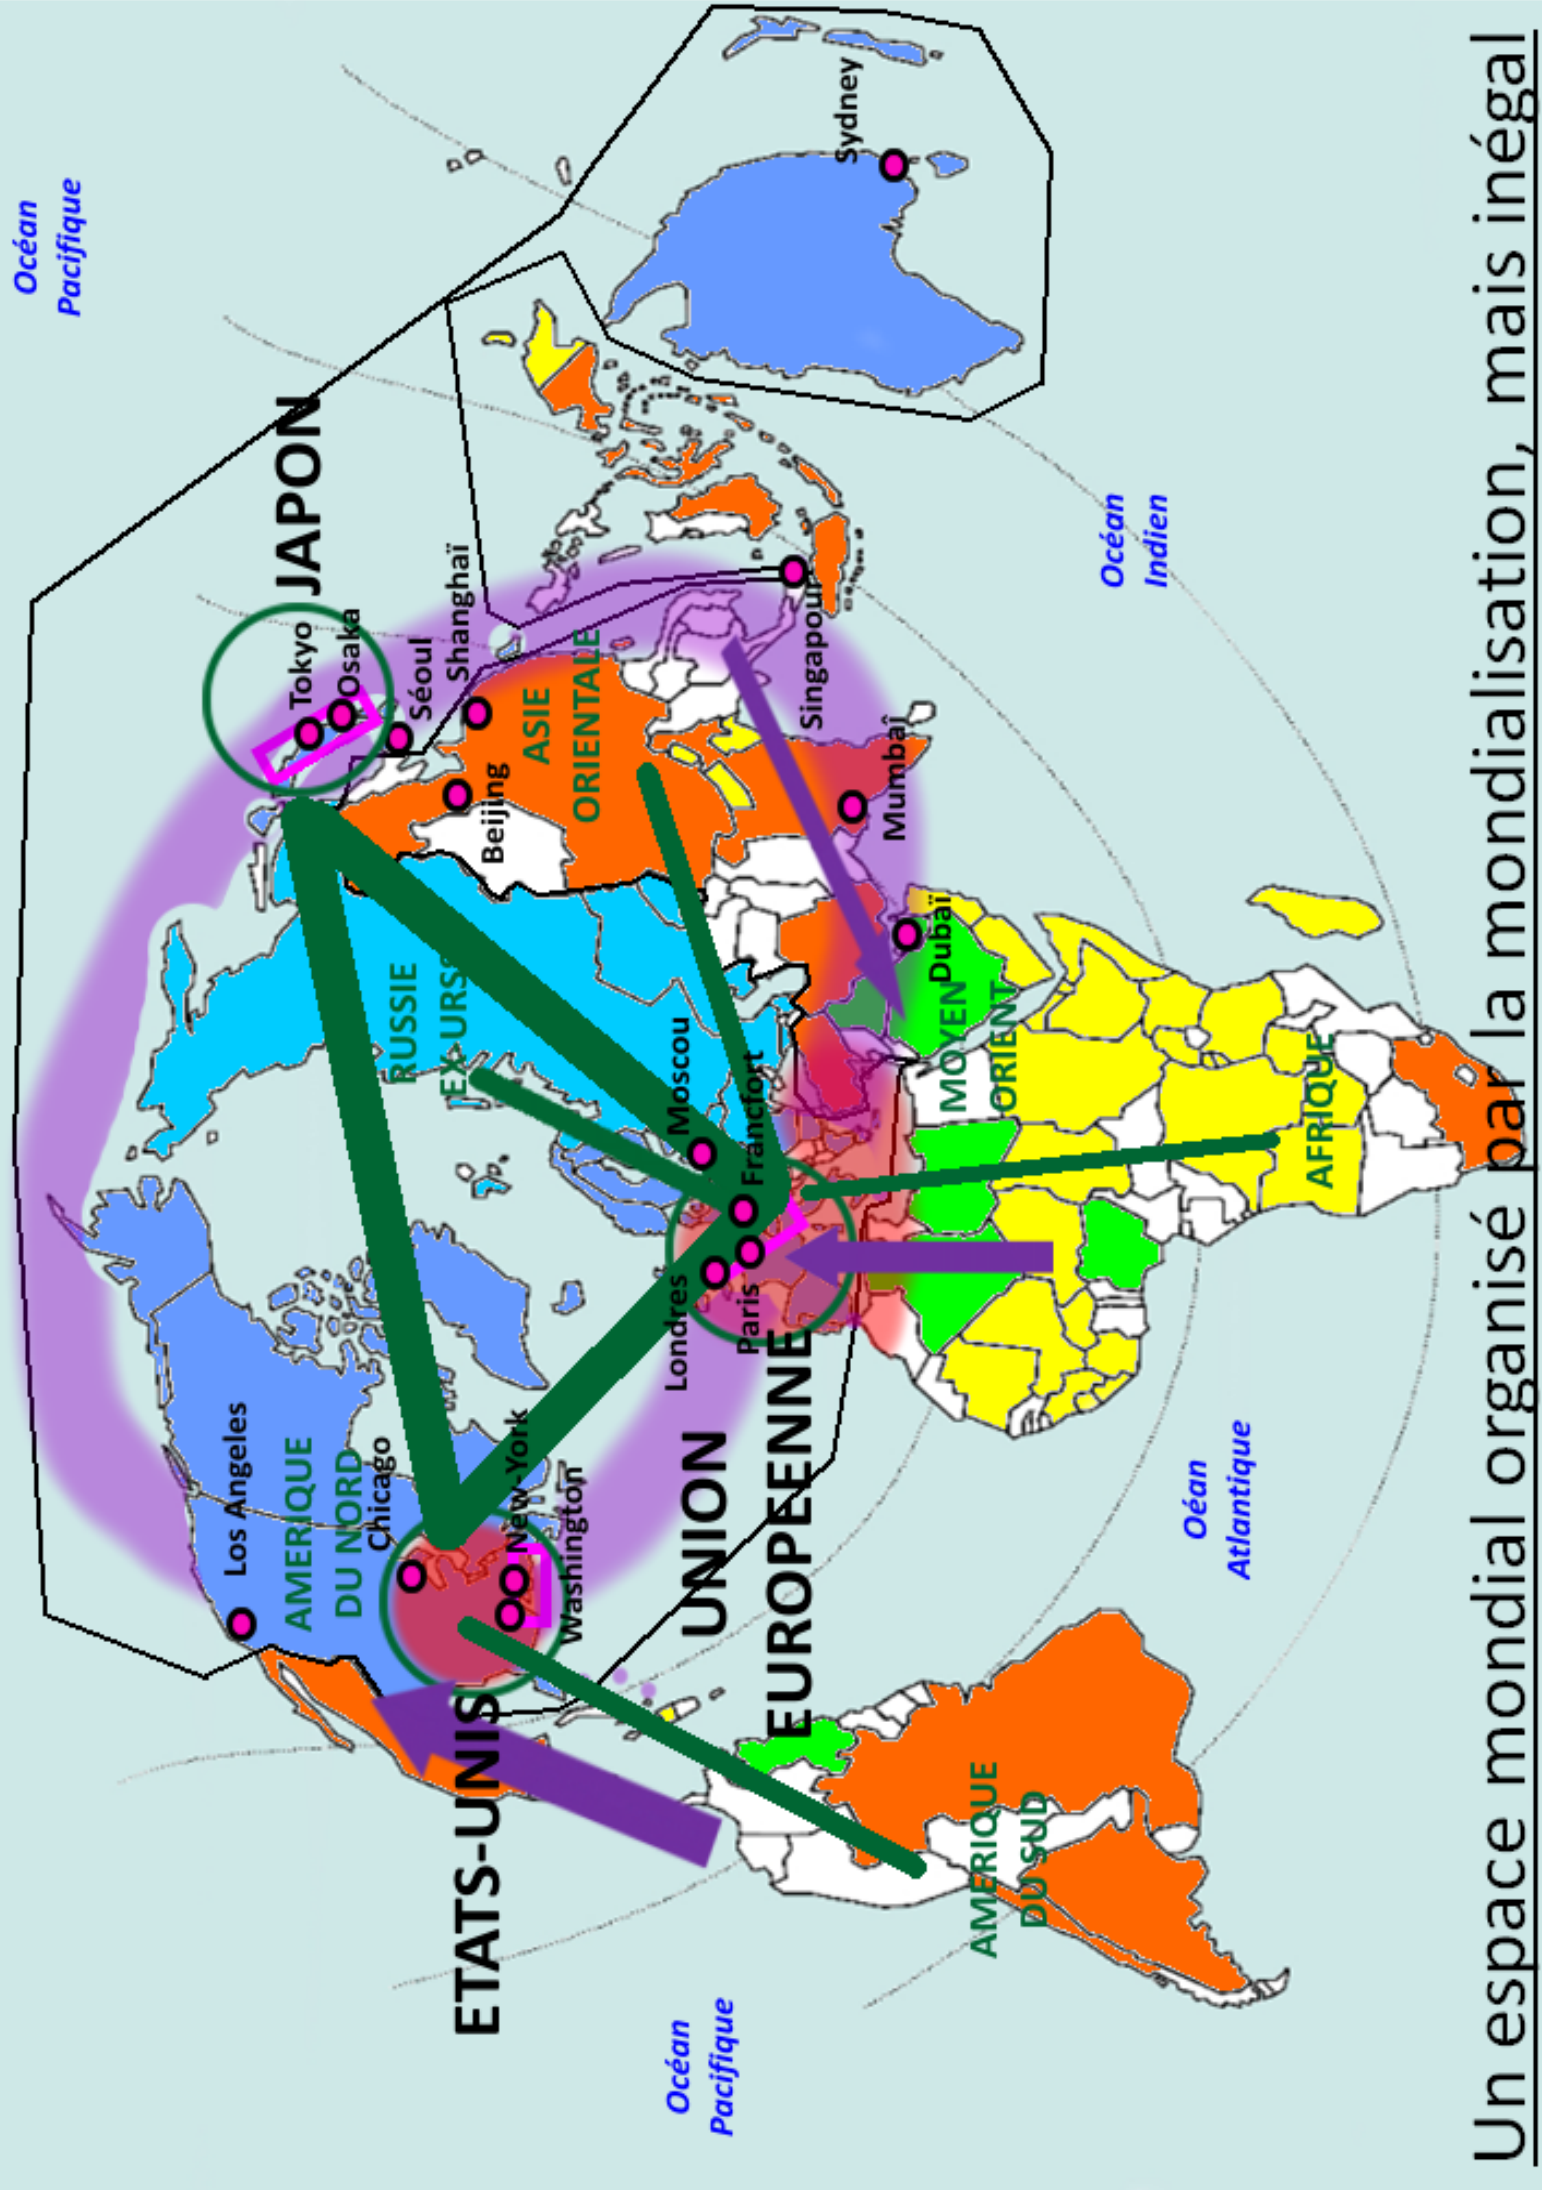 Océan
Pacifique
JAPON
Tokyo
Osaka
Séoul
Shanghaï
ASIE
ORIENTALE
Beijing
Singapour
Mumbaï
Sydney
Océan
Indien
RUSSIE
EX-URSS
Moscou
Francfort
Londres
Paris
Dubaï
MOYEN
ORIENT
AFRIQUE
Los Angeles
AMERIQUE
DU NORD
Chicago
New-York
Washington
ETATS-UNIS
UNION
EUROPEENNE
Océan
Pacifique
Oéan
Atlantique
AMERIQUE
DU SUD
Un espace mondial organisé par la mondialisation, mais inégal